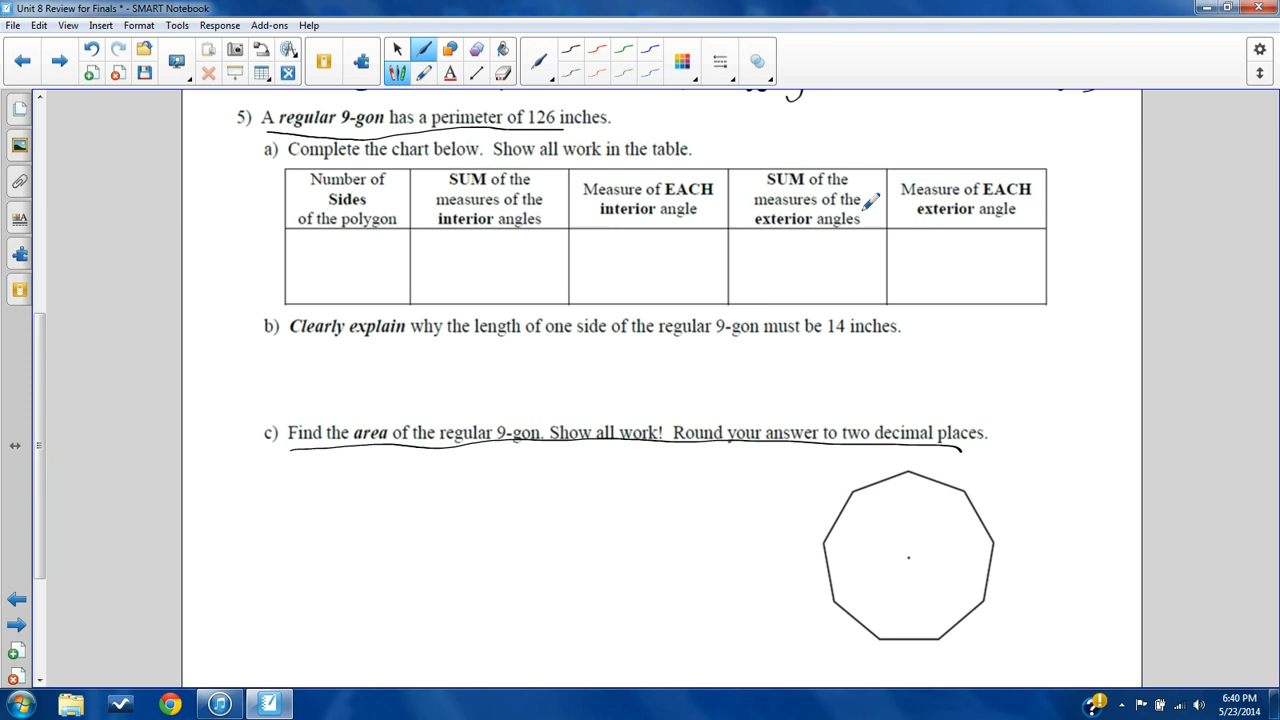 Unit 8 Review for Finals * - SMART Notebook
File Edit View Insert Format Tools Response Add-ons Help
5) A regular 9-gon has a perimeter of 126 inches.
a) Complete the chart below. Show all work in the table.
Number of Sides of the polygon
SUM of the measures of the interior angles
Measure of EACH interior angle
SUM of the measures of the exterior angles
Measure of EACH exterior angle
b) Clearly explain why the length of one side of the regular 9-gon must be 14 inches.
c) Find the area of the regular 9-gon. Show all work! Round your answer to two decimal places.
6:40 PM
5/23/2014